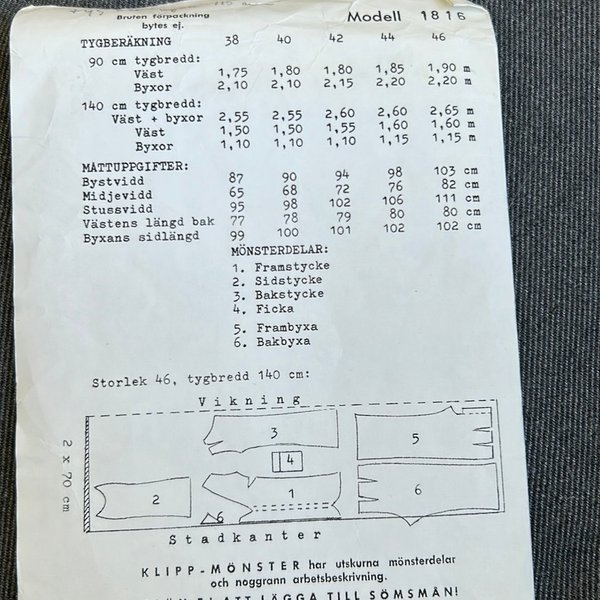 Bruten förpackning
bytes ej.
Modell 1816
TYGBERÄKNING 38 40 42 44 46
90 cm tygbredd:
Väst 1,75 1,80 1,80 1,85 1,90 m
Byxor 2,10 2,10 2,15 2,20 2,20 m
140 cm tygbredd:
Väst + byxor 2,55 2,55 2,60 2,60 2,65 m
Väst 1,50 1,50 1,55 1,60 1,60 m
Byxor 1,10 1,10 1,10 1,15 1,15 m
MÅTTUPPGIFTER:
Bystvidd 87 90 94 98 103 cm
Midjevidd 65 68 72 76 82 cm
Stussvidd 95 98 102 106 111 cm
Västens längd bak 77 78 79 80 80 cm
Byxans sidlängd 99 100 101 102 102 cm
MÖNSTERDELAR:
1. Framstycke
2. Sidstycke
3. Bakstycke
4. Ficka
5. Frambyxa
6. Bakbyxa
Storlek 46, tygbredd 140 cm:
Vikning
2 x 70 cm
3
5
4
2
1
6
6
Stadkanter
KLIPP-MÖNSTER har utskurna mönsterdelar
och noggrann arbetsbeskrivning.
ATT LÄGGA TILL SÖMSMÅN!